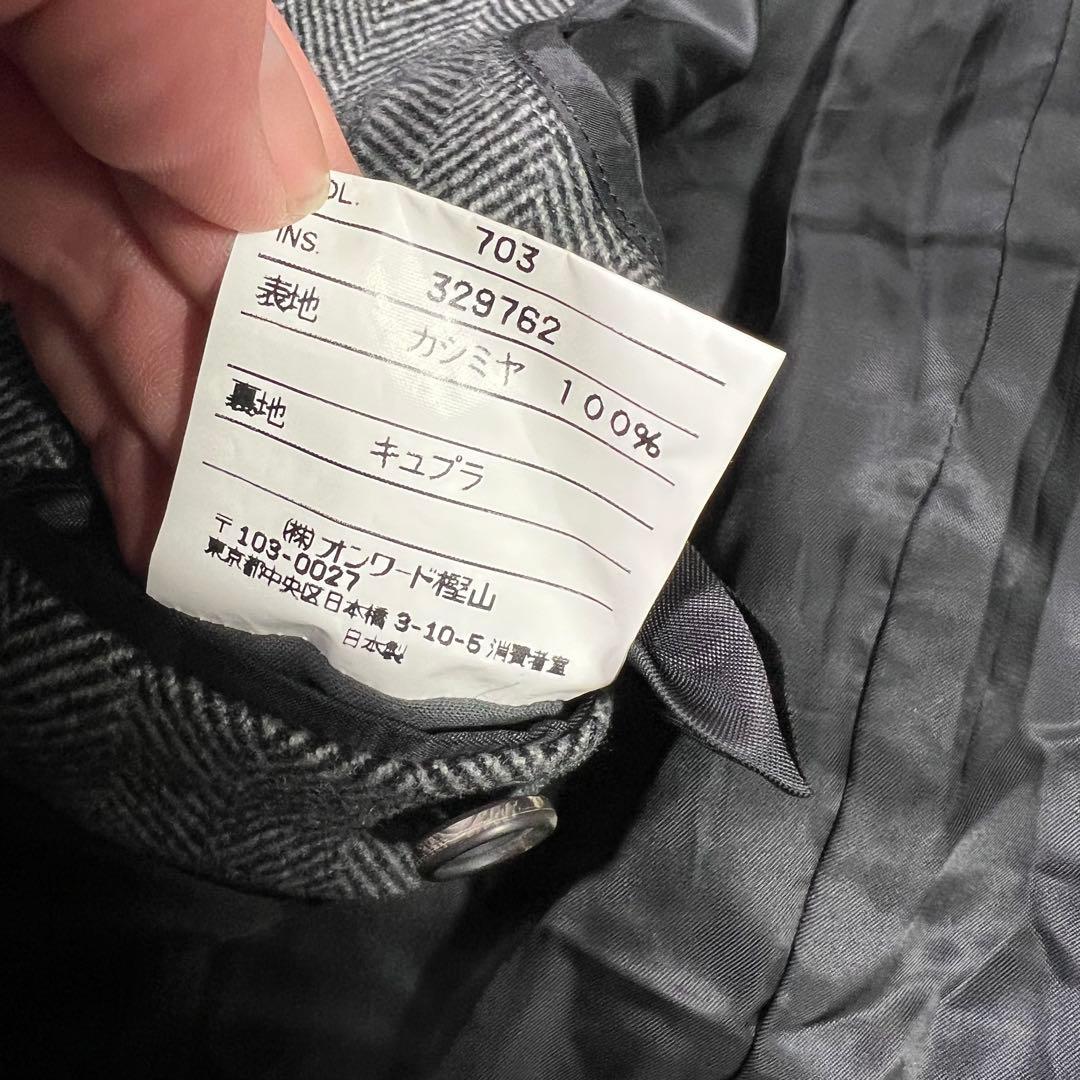 OL. 703
INS. 329762
表地 カシミヤ 100%
裏地 キュプラ
㈱オンワード樫山
〒103-0027
東京都中央区日本橋3-10-5 消費者室
日本製